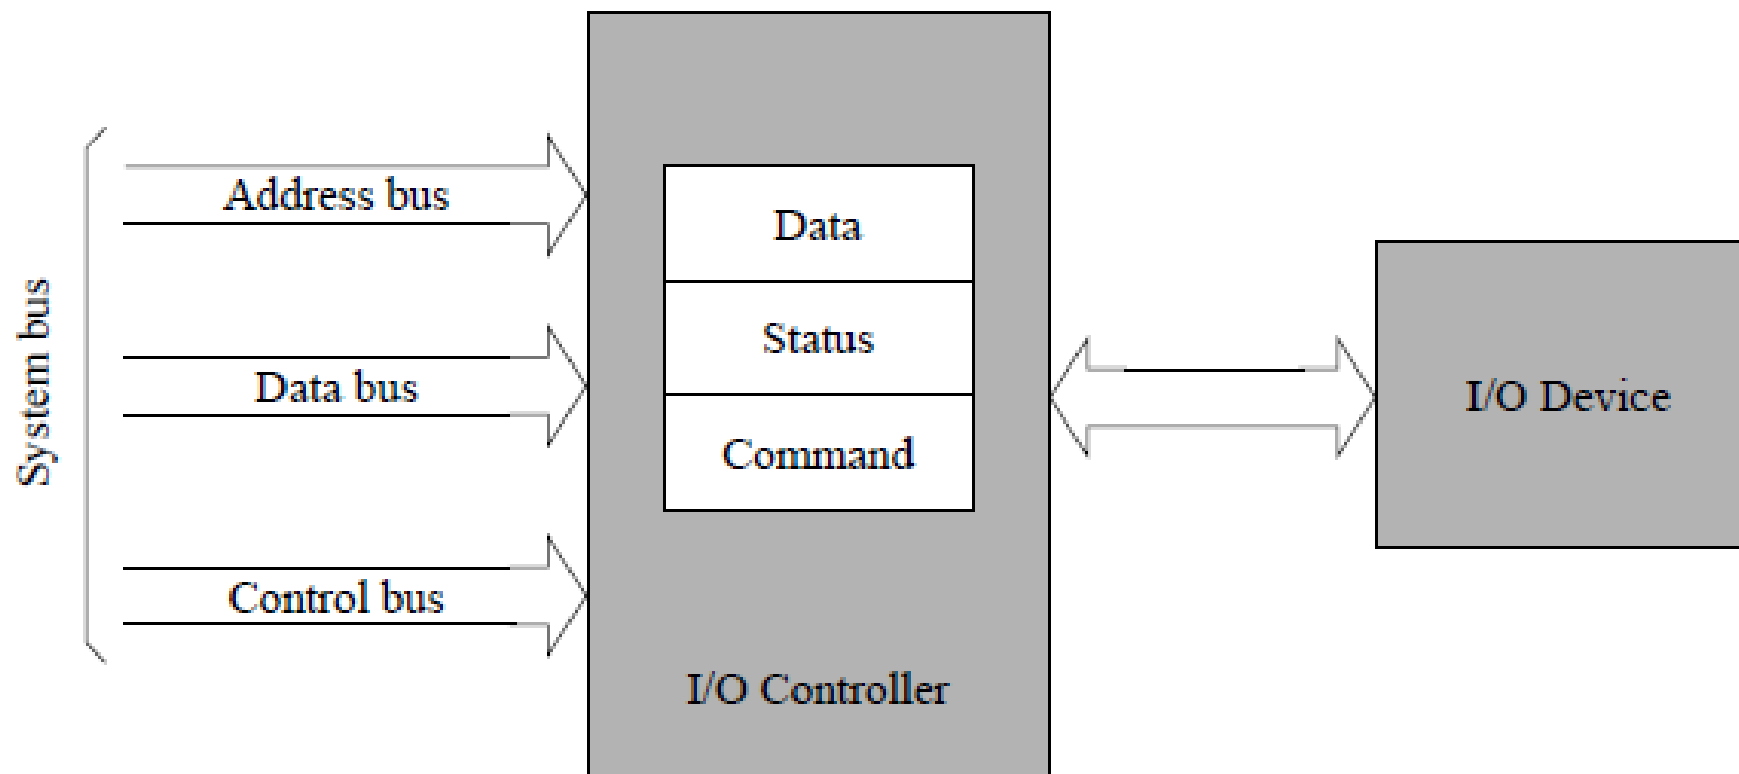 System bus
Address bus
Data bus
Control bus
Data
Status
Command
I/O Controller
I/O Device